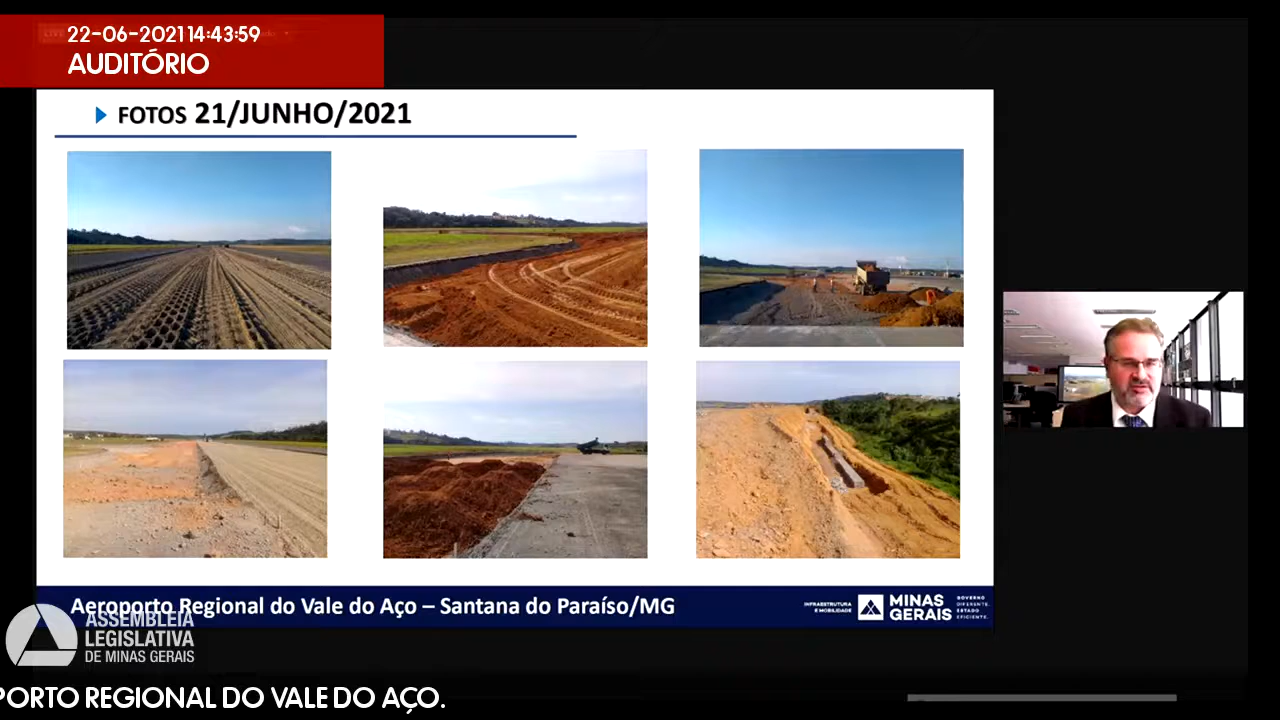 22-06-2021 14:43:59
AUDITÓRIO
FOTOS 21/JUNHO/2021
Aeroporto Regional do Vale do Aço – Santana do Paraíso/MG
INFRAESTRUTURA
E MOBILIDADE
MINAS
GERAIS
GOVERNO
DIFERENTE.
ESTADO
EFICIENTE.
ASSEMBLEIA
LEGISLATIVA
DE MINAS GERAIS
PORTO REGIONAL DO VALE DO AÇO.